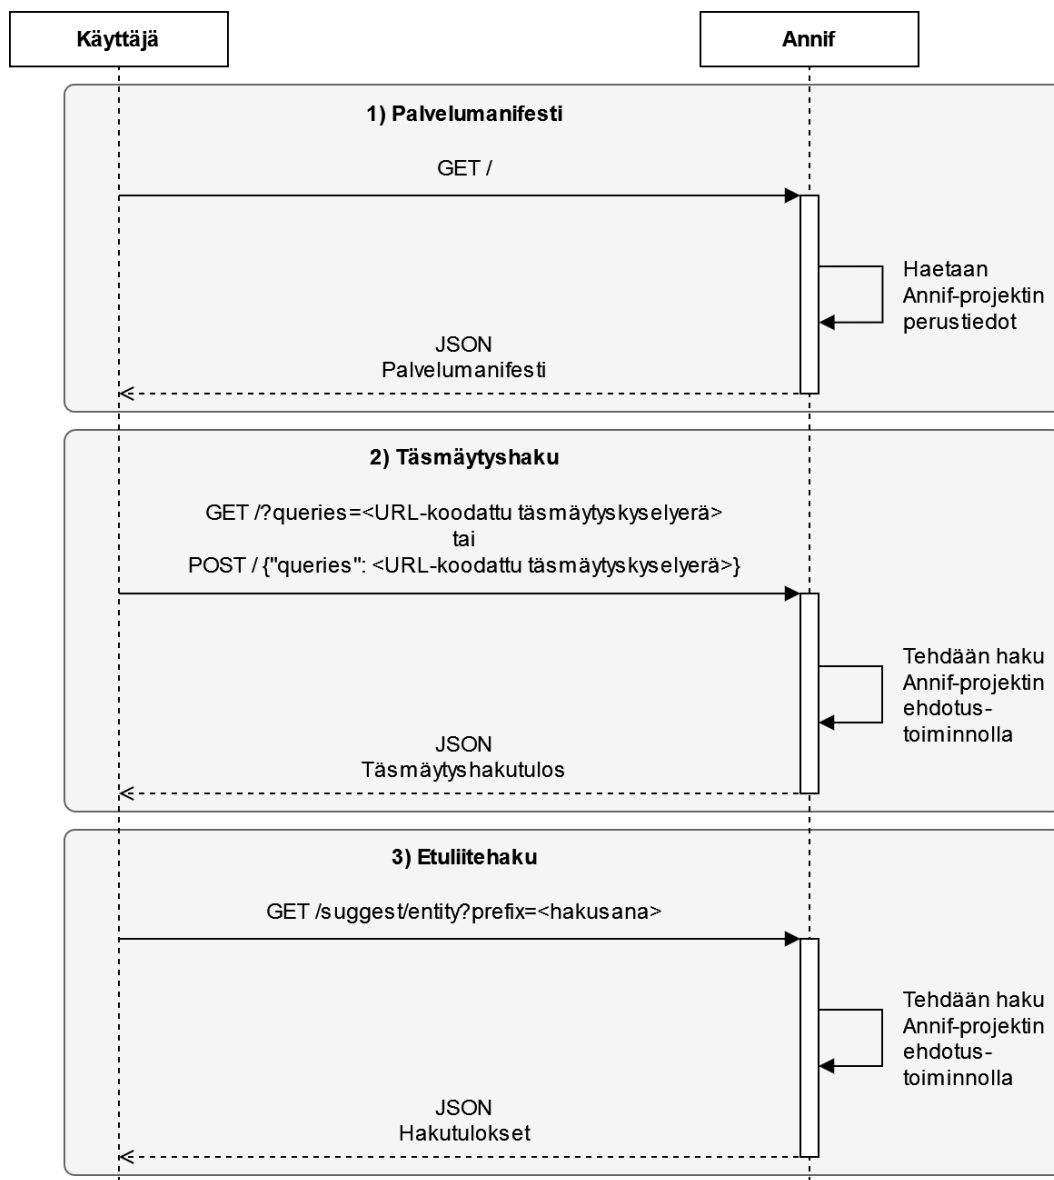 Käyttäjä
Annif
1) Palvelumanifesti
GET /
Haetaan
Annif-projektin
perustiedot
JSON
Palvelumanifesti
2) Täsmäytyshaku
GET /?queries=<URL-koodattu täsmäytyskyselyerä>
tai
POST / {"queries": <URL-koodattu täsmäytyskyselyerä>}
Tehdään haku
Annif-projektin
ehdotus-
toiminnolla
JSON
Täsmäytyshakutulos
3) Etuliitehaku
GET /suggest/entity?prefix=<hakusana>
Tehdään haku
Annif-projektin
ehdotus-
toiminnolla
JSON
Hakutulokset